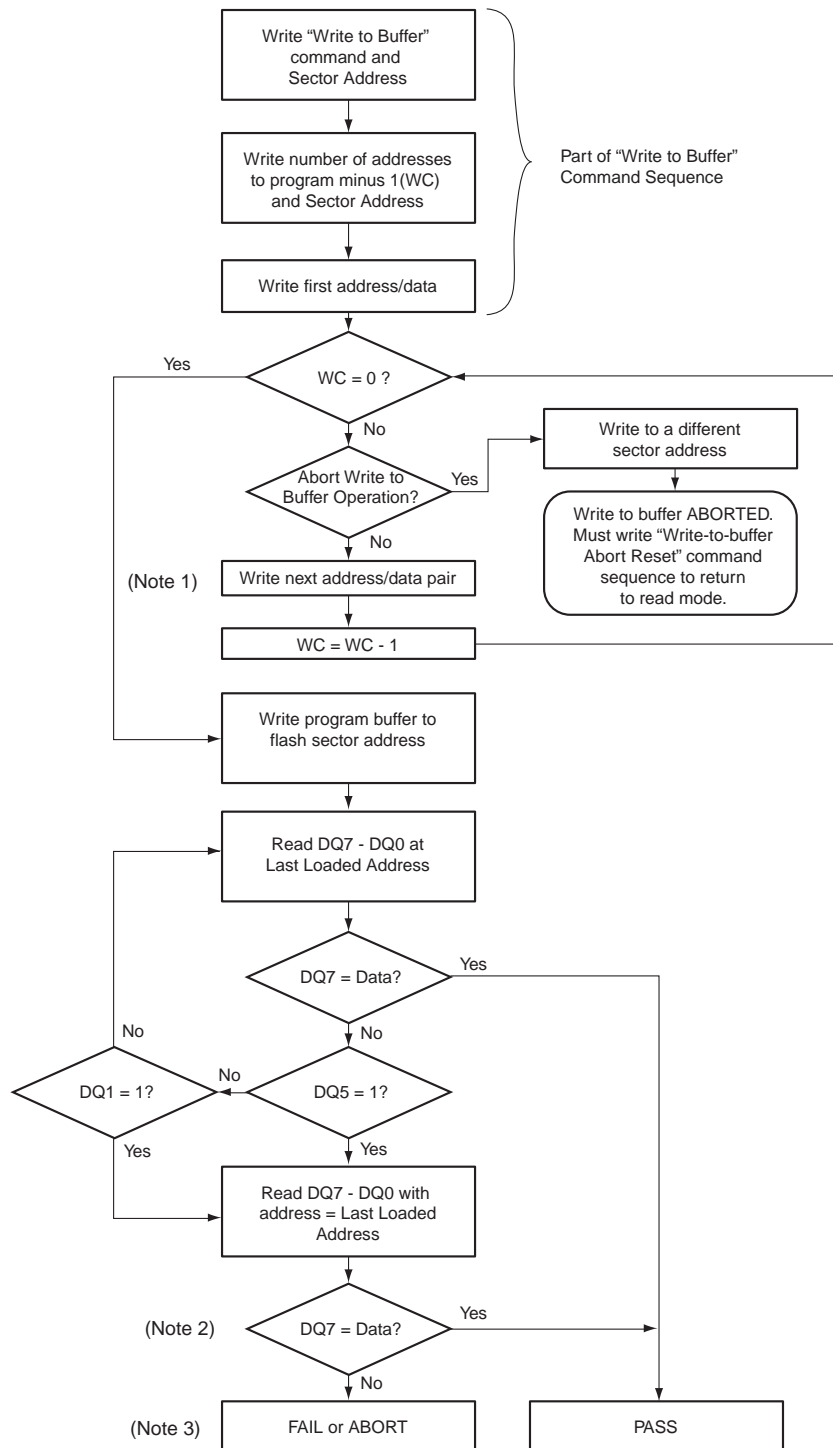 Write “Write to Buffer”
command and
Sector Address
Write number of addresses
to program minus 1(WC)
and Sector Address
Part of “Write to Buffer”
Command Sequence
Write first address/data
Yes
WC = 0 ?
No
Write to a different
sector address
Abort Write to
Buffer Operation?
Yes
No
Write to buffer ABORTED.
Must write “Write-to-buffer
Abort Reset” command
sequence to return
to read mode.
(Note 1)
Write next address/data pair
WC = WC - 1
Write program buffer to
flash sector address
Read DQ7 - DQ0 at
Last Loaded Address
DQ7 = Data?
Yes
No
No
DQ1 = 1?
No
DQ5 = 1?
Yes
Yes
Read DQ7 - DQ0 with
address = Last Loaded
Address
(Note 2)
DQ7 = Data?
Yes
No
(Note 3)
FAIL or ABORT
PASS